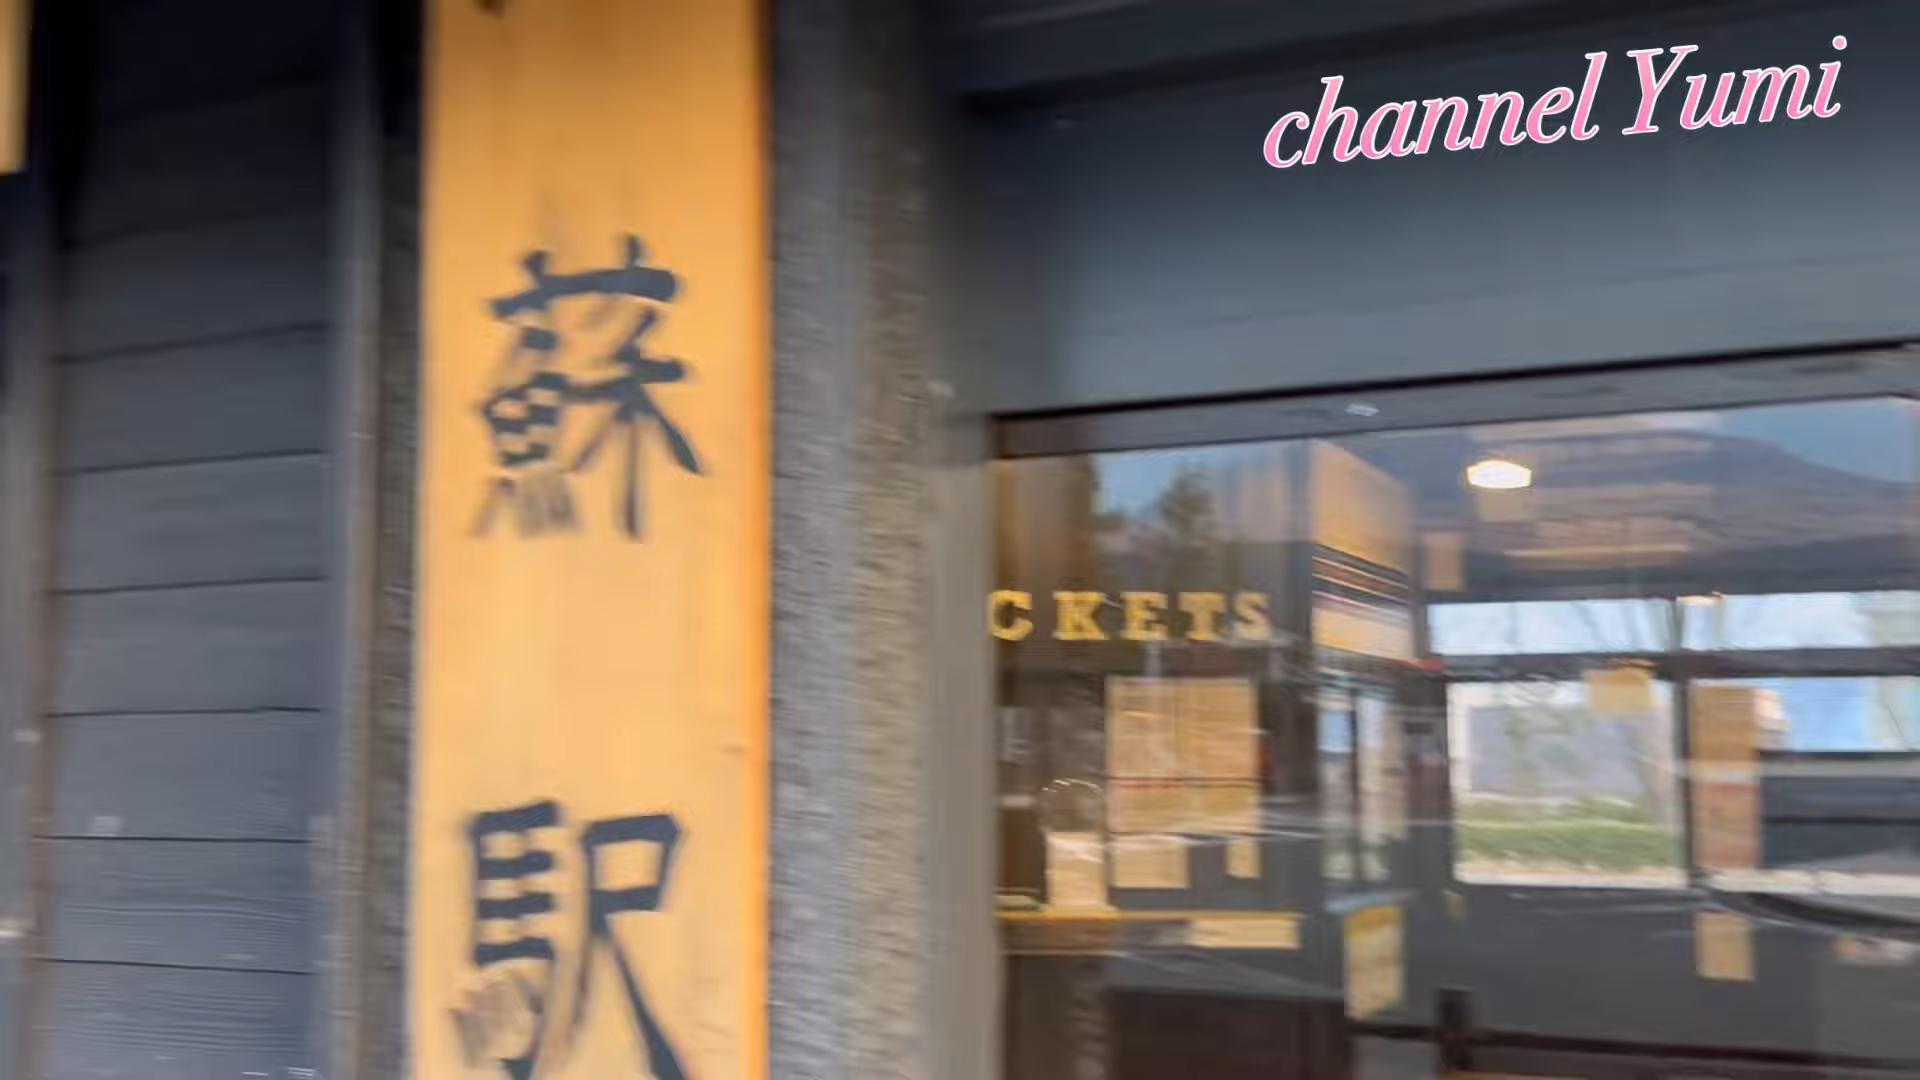 channel Yumi
蘇
駅
CKETS